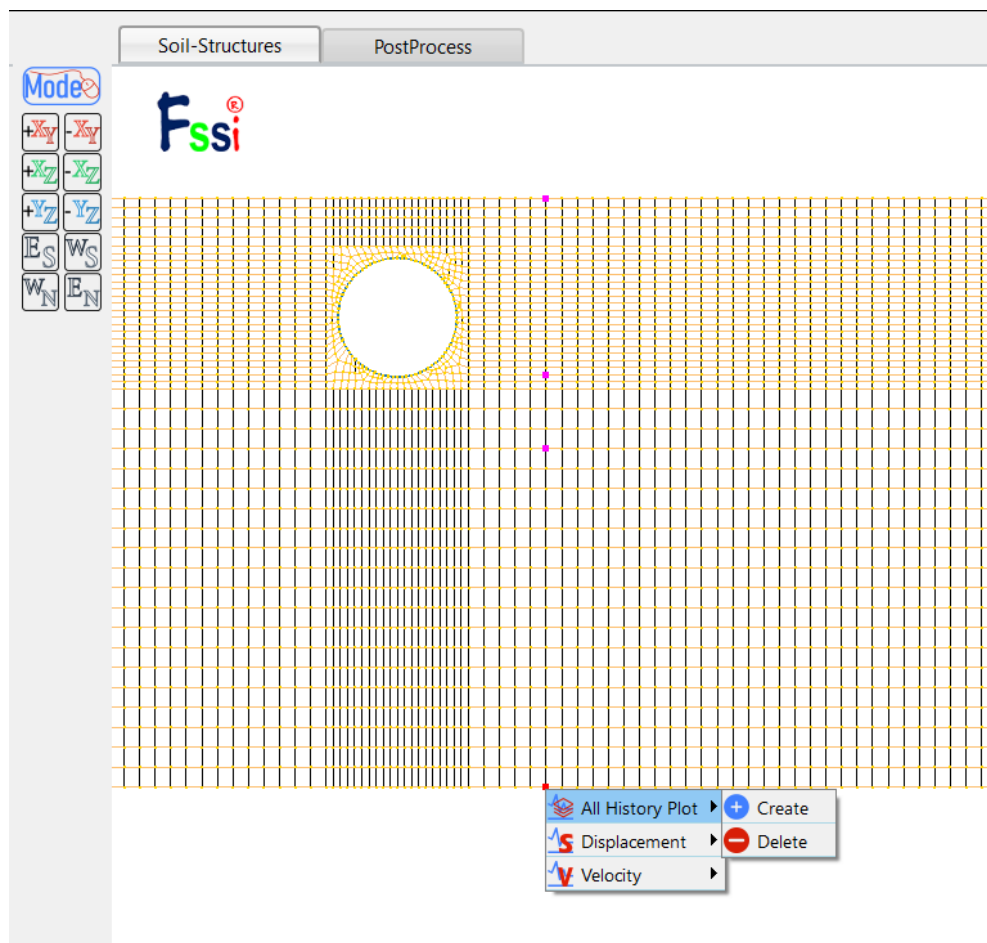 Soil-Structures PostProcess
Mode
Fssi®
+XY -XY
+XZ -XZ
+YZ -YZ
ES WS
WN EN
All History Plot
Create
S Displacement
Delete
V Velocity